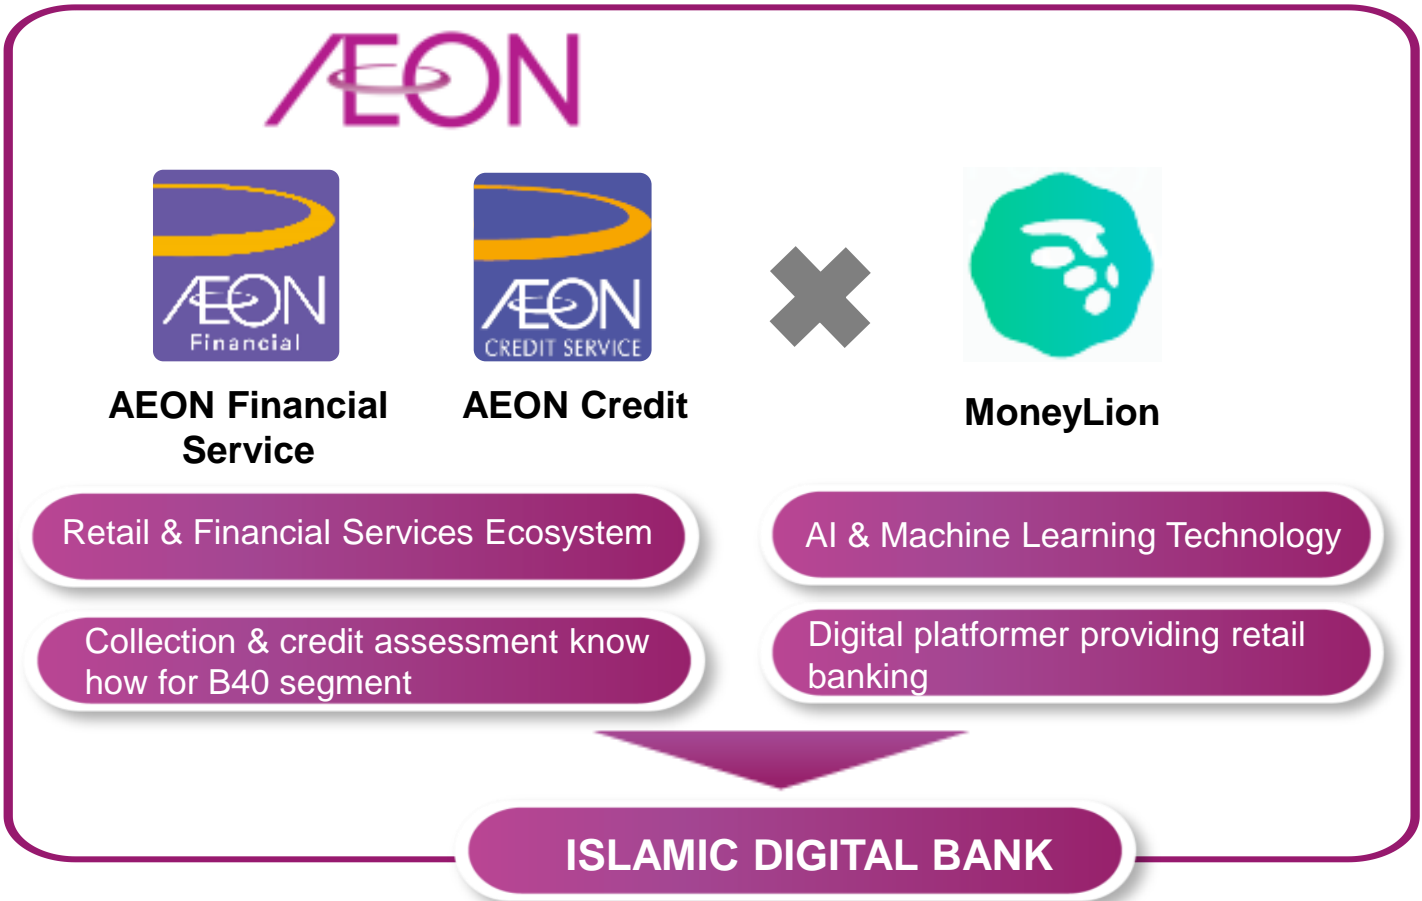 ÆON
ÆON
Financial
ÆON
CREDIT SERVICE
AEON Financial
Service
AEON Credit
MoneyLion
Retail & Financial Services Ecosystem
Collection & credit assessment know
how for B40 segment
AI & Machine Learning Technology
Digital platformer providing retail
banking
ISLAMIC DIGITAL BANK